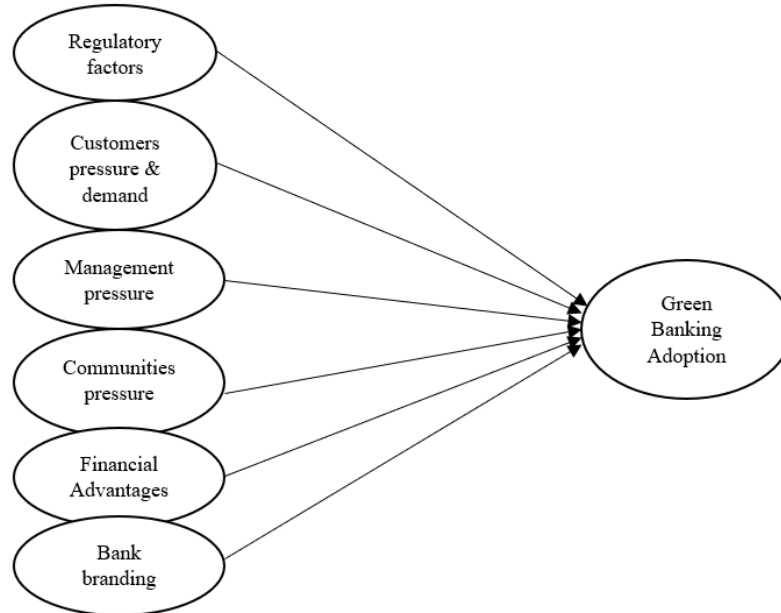 Regulatory
factors
Customers
pressure &
demand
Management
pressure
Communities
pressure
Financial
Advantages
Bank
branding
Green
Banking
Adoption